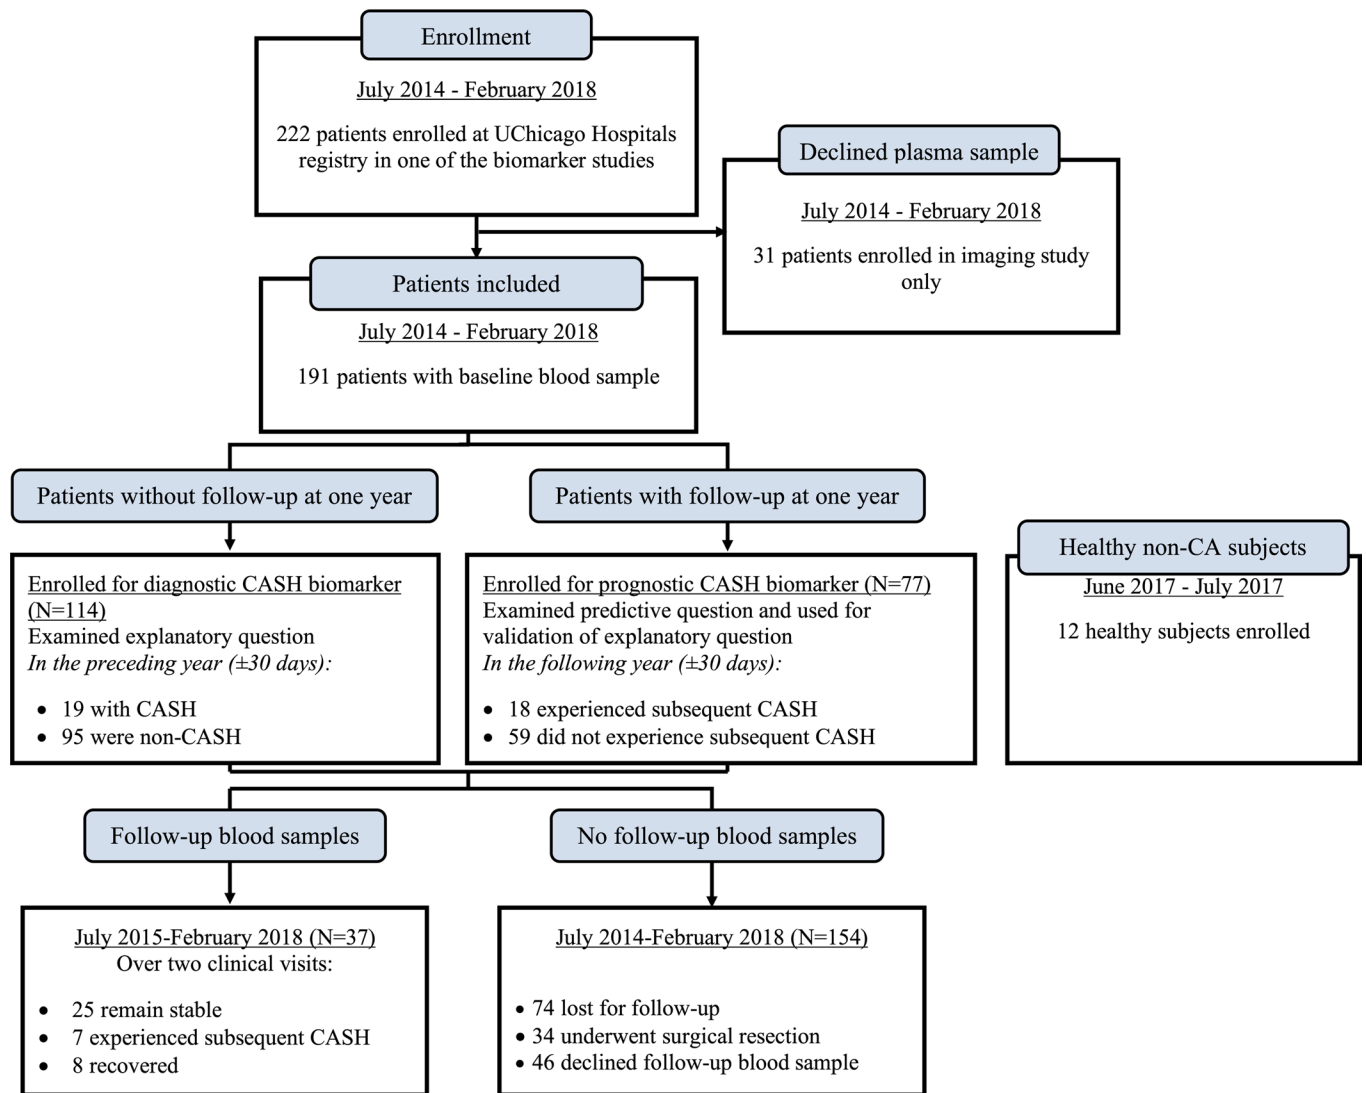 Enrollment
July 2014 - February 2018
222 patients enrolled at UChicago Hospitals
registry in one of the biomarker studies
Declined plasma sample
July 2014 - February 2018
31 patients enrolled in imaging study
only
Patients included
July 2014 - February 2018
191 patients with baseline blood sample
Patients without follow-up at one year
Enrolled for diagnostic CASH biomarker
(N=114)
Examined explanatory question
In the preceding year (±30 days):
• 19 with CASH
• 95 were non-CASH
Patients with follow-up at one year
Enrolled for prognostic CASH biomarker (N=77)
Examined predictive question and used for
validation of explanatory question
In the following year (±30 days):
• 18 experienced subsequent CASH
• 59 did not experience subsequent CASH
Healthy non-CA subjects
June 2017 - July 2017
12 healthy subjects enrolled
Follow-up blood samples
July 2015-February 2018 (N=37)
Over two clinical visits:
• 25 remain stable
• 7 experienced subsequent CASH
• 8 recovered
No follow-up blood samples
July 2014-February 2018 (N=154)
• 74 lost for follow-up
• 34 underwent surgical resection
• 46 declined follow-up blood sample